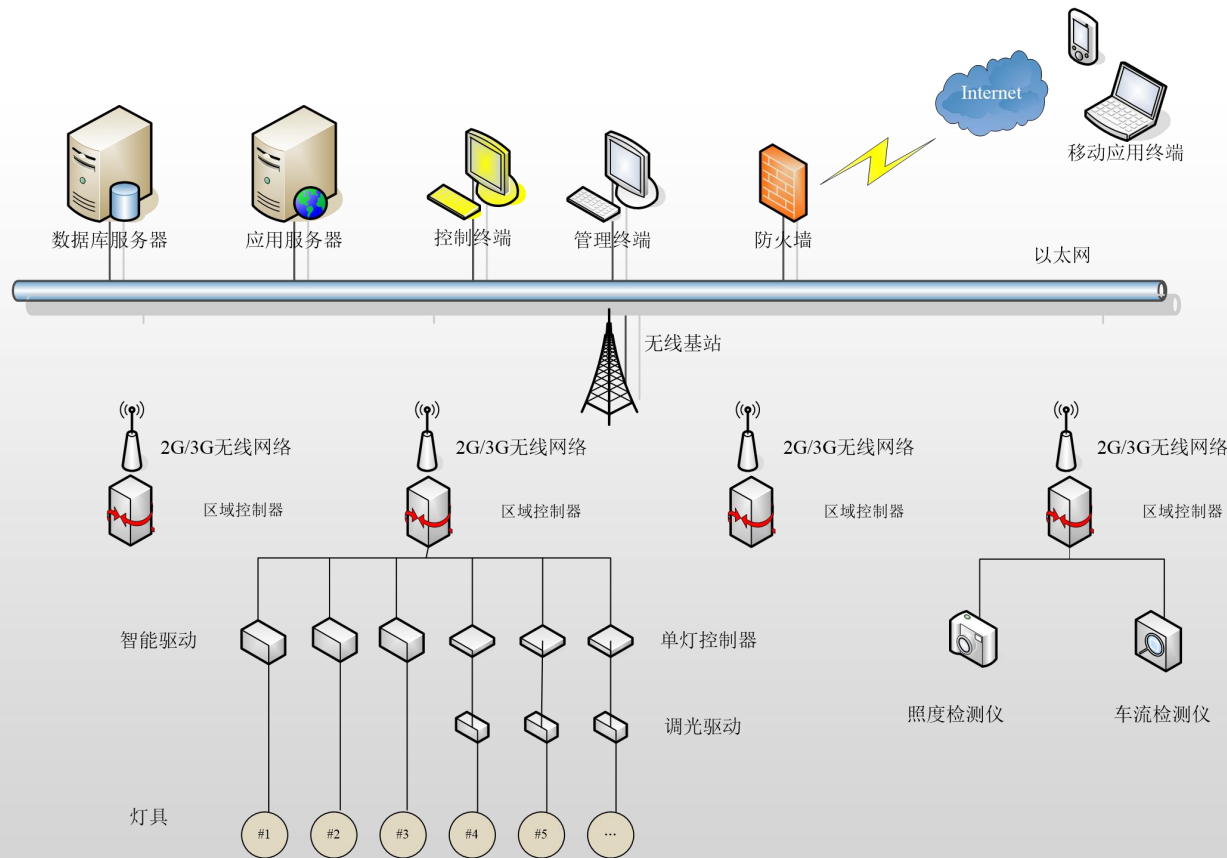 Internet
移动应用终端
数据库服务器
应用服务器
控制终端
管理终端
防火墙
以太网
无线基站
2G/3G无线网络
2G/3G无线网络
2G/3G无线网络
2G/3G无线网络
区域控制器
区域控制器
区域控制器
区域控制器
智能驱动
单灯控制器
照度检测仪
车流检测仪
调光驱动
灯具
#1
#2
#3
#4
#5
…